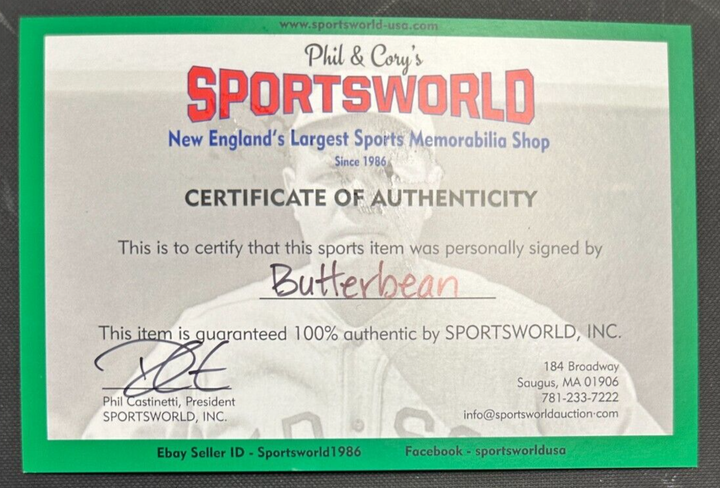 www.sportsworld-usa.com
Phil & Cory's
SPORTSWORLD
New England's Largest Sports Memorabilia Shop
Since 1986
CERTIFICATE OF AUTHENTICITY
This is to certify that this sports item was personally signed by
Butterbean
This item is guaranteed 100% authentic by SPORTSWORLD, INC.
Phil Castinetti, President
SPORTSWORLD, INC.
184 Broadway
Saugus, MA 01906
781-233-7222
info@sportsworldauction.com
Ebay Seller ID - Sportsworld1986
Facebook - sportsworldusa